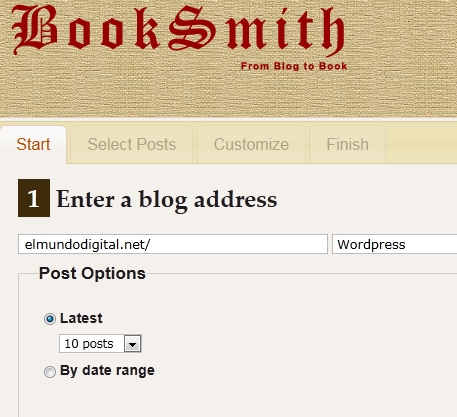 BookSmith
From Blog to Book
Start Select Posts Customize Finish
1 Enter a blog address
elmundodigital.net/ Wordpress
Post Options
Latest
10 posts
By date range